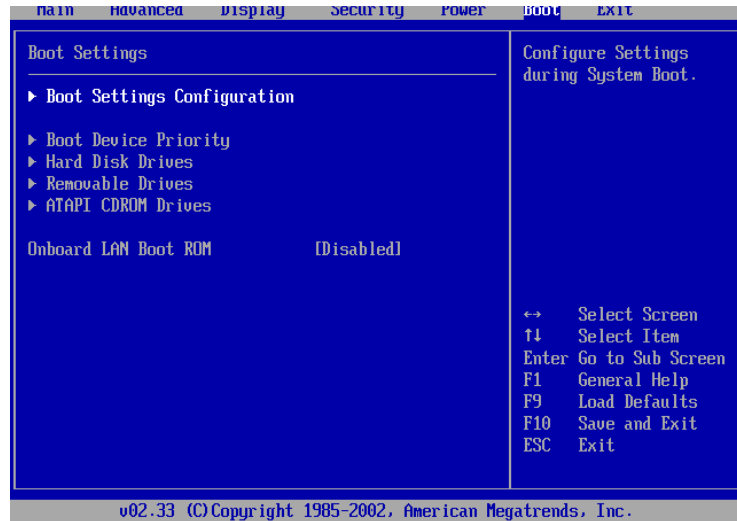 Main Advanced Display Security Power Boot Exit
Boot Settings
Boot Settings Configuration
Boot Device Priority
Hard Disk Drives
Removable Drives
ATAPI CDROM Drives
Onboard LAN Boot ROM [Disabled]
Configure Settings
during System Boot.
↔ Select Screen
↑↓ Select Item
Enter Go to Sub Screen
F1 General Help
F9 Load Defaults
F10 Save and Exit
ESC Exit
v02.33 (C)Copyright 1985-2002, American Megatrends, Inc.